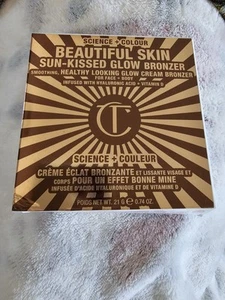 SCIENCE + COLOUR
BEAUTIFUL SKIN
SUN-KISSED GLOW BRONZER
SMOOTHING, HEALTHY LOOKING GLOW CREAM BRONZER
FOR FACE + BODY
INFUSED WITH HYALURONIC ACID + VITAMIN D
CT
SCIENCE + COULEUR
CRÈME ÉCLAT BRONZANTE ET LISSANTE VISAGE ET
CORPS POUR UN EFFET BONNE MINE
INFUSÉE D'ACIDE HYALURONIQUE ET DE VITAMINE D
POIDS NET WT. 21 G ℮ 0.74 OZ.